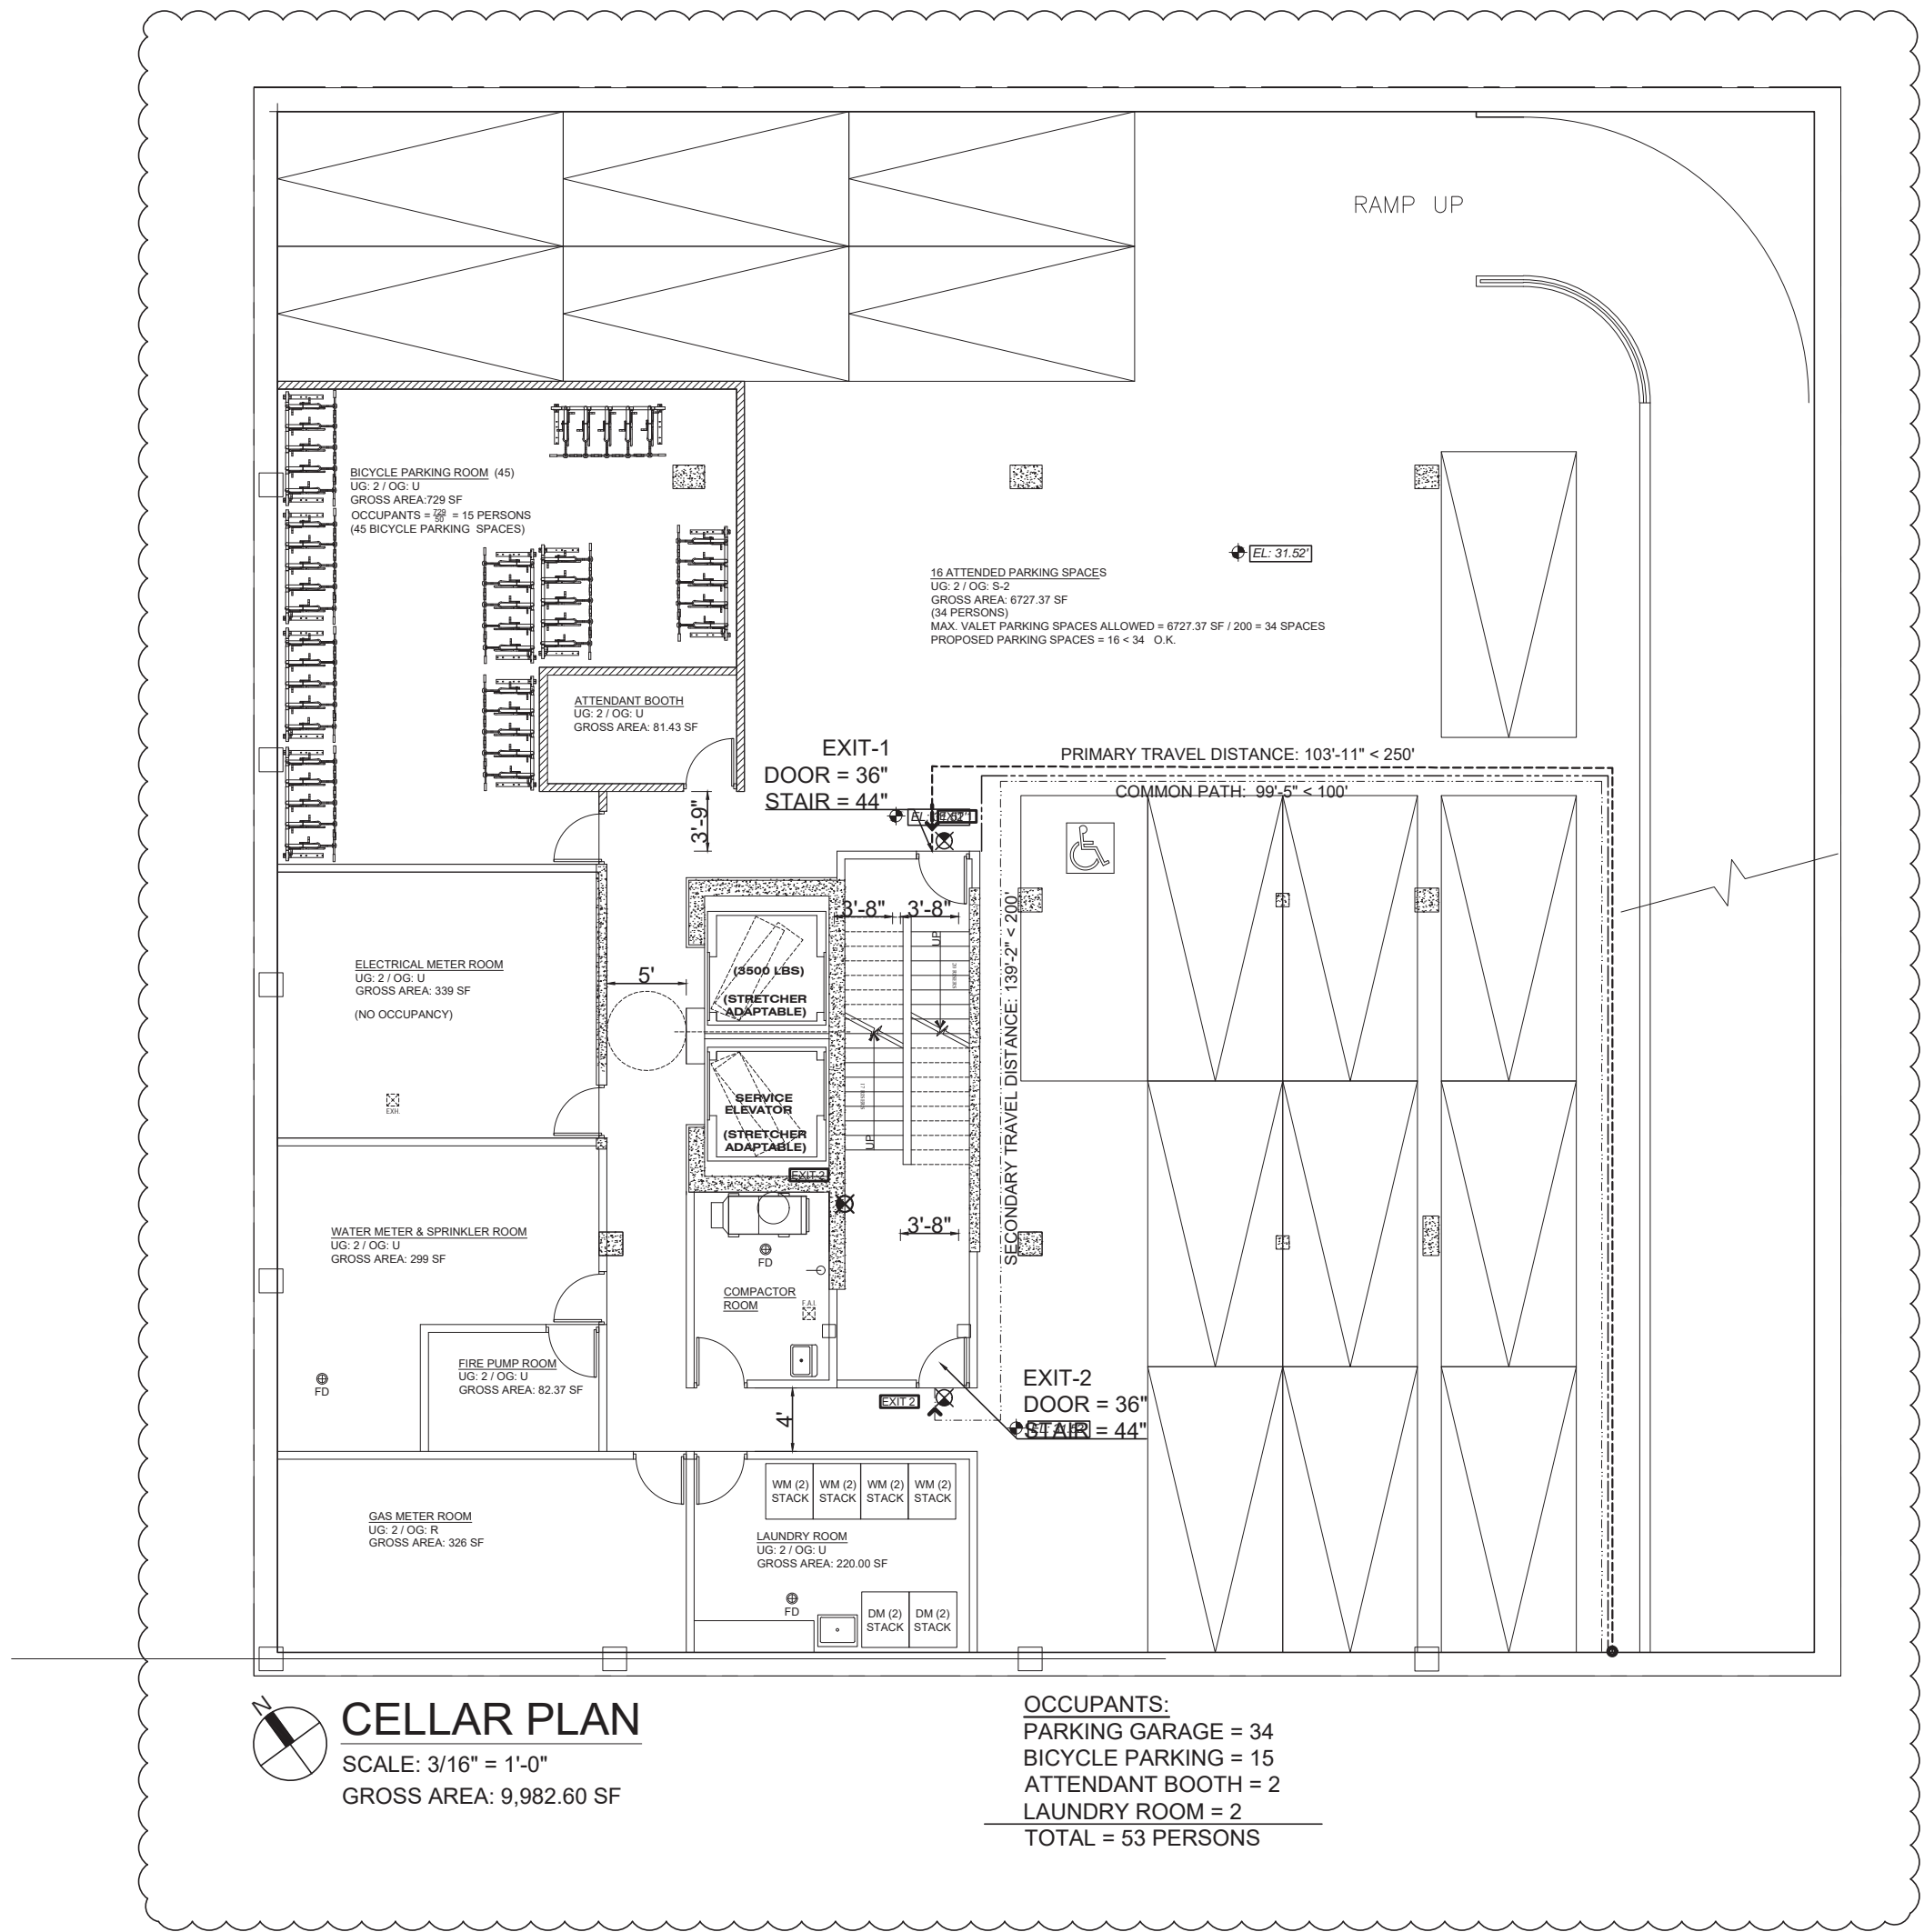 RAMP UP
BICYCLE PARKING ROOM (45)
UG: 2 / OG: U
GROSS AREA:729 SF
OCCUPANTS = 729/50 = 15 PERSONS
(45 BICYCLE PARKING SPACES)
EL: 31.52'
16 ATTENDED PARKING SPACES
UG: 2 / OG: S-2
GROSS AREA: 6727.37 SF
(34 PERSONS)
MAX. VALET PARKING SPACES ALLOWED = 6727.37 SF / 200 = 34 SPACES
PROPOSED PARKING SPACES = 16 < 34 O.K.
ATTENDANT BOOTH
UG: 2 / OG: U
GROSS AREA: 81.43 SF
EXIT-1
DOOR = 36"
STAIR = 44"
PRIMARY TRAVEL DISTANCE: 103'-11" < 250'
COMMON PATH: 99'-5" < 100'
3'-9"
3'-8"
3'-8"
UP
SECONDARY TRAVEL DISTANCE: 139'-2" < 200'
ELECTRICAL METER ROOM
UG: 2 / OG: U
GROSS AREA: 339 SF
(NO OCCUPANCY)
EXH.
5'
(3500 LBS)
(STRETCHER
ADAPTABLE)
SERVICE
ELEVATOR
(STRETCHER
ADAPTABLE)
UP
EXIT-2
3'-8"
WATER METER & SPRINKLER ROOM
UG: 2 / OG: U
GROSS AREA: 299 SF
FD
COMPACTOR
ROOM
F.A.I.
FIRE PUMP ROOM
UG: 2 / OG: U
GROSS AREA: 82.37 SF
FD
EXIT 2
4'
EXIT-2
DOOR = 36"
STAIR = 44"
GAS METER ROOM
UG: 2 / OG: R
GROSS AREA: 326 SF
WM (2)
STACK
WM (2)
STACK
WM (2)
STACK
WM (2)
STACK
LAUNDRY ROOM
UG: 2 / OG: U
GROSS AREA: 220.00 SF
FD
DM (2)
STACK
DM (2)
STACK
N
CELLAR PLAN
SCALE: 3/16" = 1'-0"
GROSS AREA: 9,982.60 SF
OCCUPANTS:
PARKING GARAGE = 34
BICYCLE PARKING = 15
ATTENDANT BOOTH = 2
LAUNDRY ROOM = 2
TOTAL = 53 PERSONS